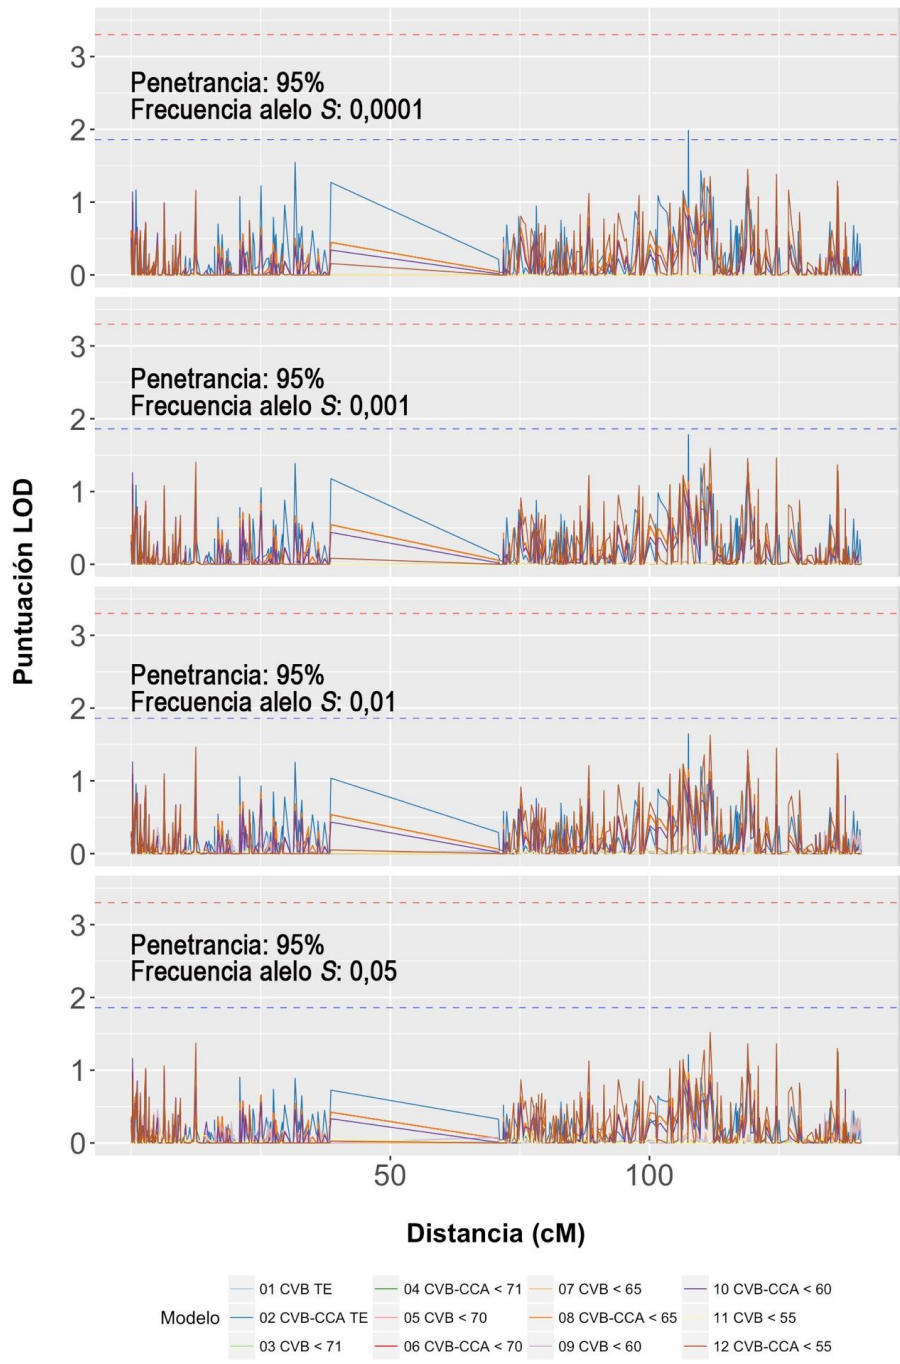 3
Penetrancia: 95%
Frecuencia alelo S: 0,0001
2
1
0
3
Penetrancia: 95%
Frecuencia alelo S: 0,001
2
1
0
Puntuación LOD
3
Penetrancia: 95%
Frecuencia alelo S: 0,01
2
1
0
3
Penetrancia: 95%
Frecuencia alelo S: 0,05
2
1
0
50 100
Distancia (cM)
Modelo
01 CVB TE 04 CVB-CCA < 71 07 CVB < 65 10 CVB-CCA < 60
02 CVB-CCA TE 05 CVB < 70 08 CVB-CCA < 65 11 CVB < 55
03 CVB < 71 06 CVB-CCA < 70 09 CVB < 60 12 CVB-CCA < 55